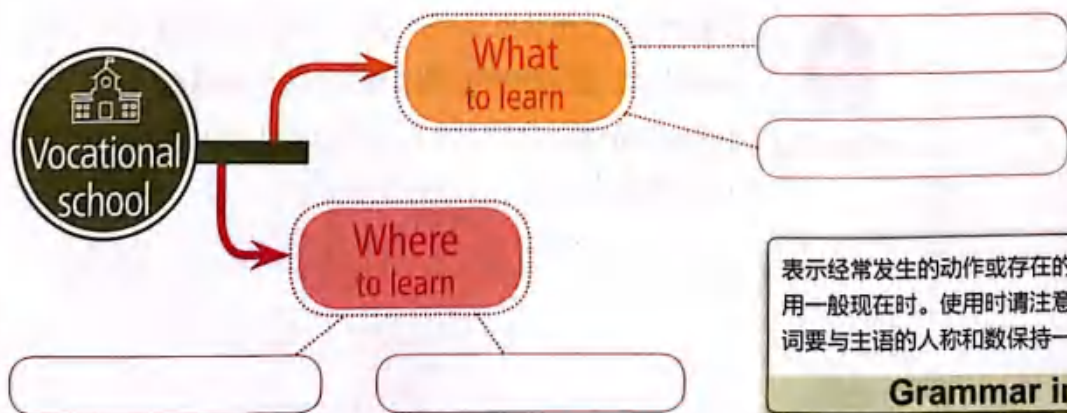 What
to learn
Vocational
school
Where
to learn
表示经常发生的动作或存在的
用一般现在时。使用时请注意
词要与主语的人称和数保持一
Grammar in